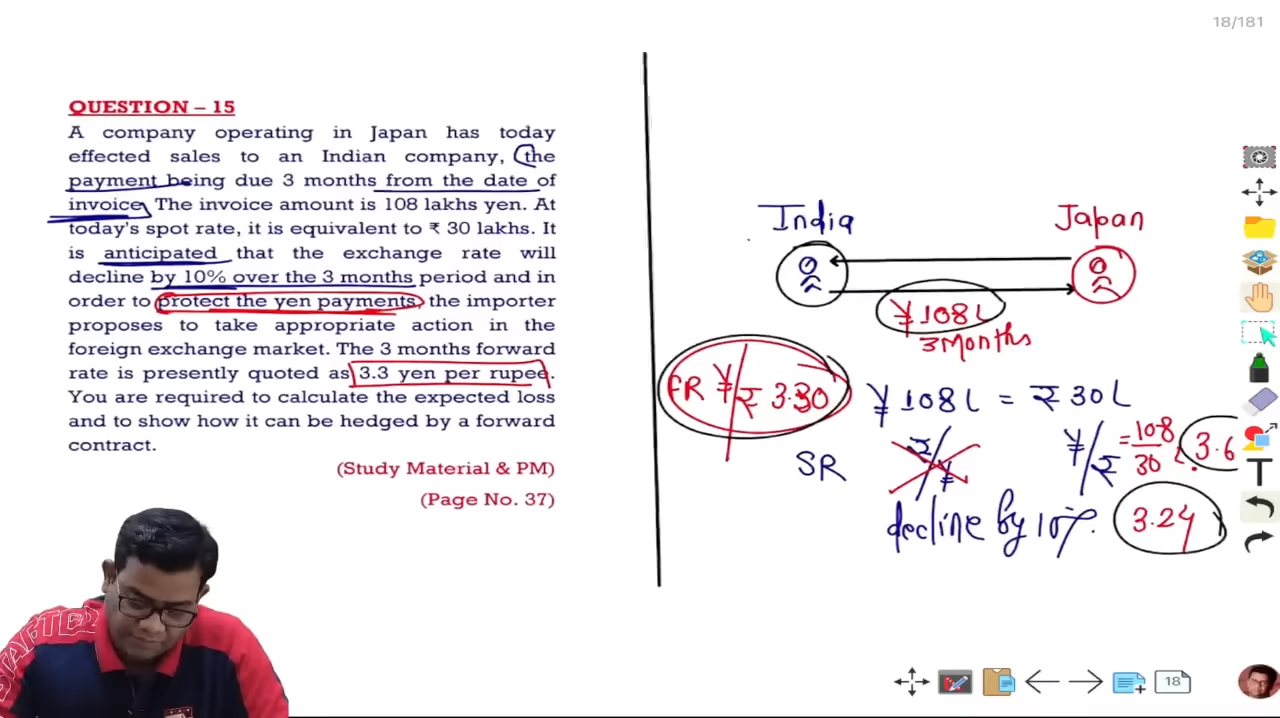 18/181
QUESTION – 15
A company operating in Japan has today
effected sales to an Indian company, the
payment being due 3 months from the date of
invoice. The invoice amount is 108 lakhs yen. At
today's spot rate, it is equivalent to ₹ 30 lakhs. It
is anticipated that the exchange rate will
decline by 10% over the 3 months period and in
order to protect the yen payments, the importer
proposes to take appropriate action in the
foreign exchange market. The 3 months forward
rate is presently quoted as 3.3 yen per rupee.
You are required to calculate the expected loss
and to show how it can be hedged by a forward
contract.
(Study Material & PM)
(Page No. 37)
India
Japan
¥ 108 L
3 Months
FR ¥/₹ 3.30
¥ 108 L = ₹ 30 L
SR ₹/¥ ¥/₹ = 108/30 L 3.6
decline by 10%. 3.24
T
18